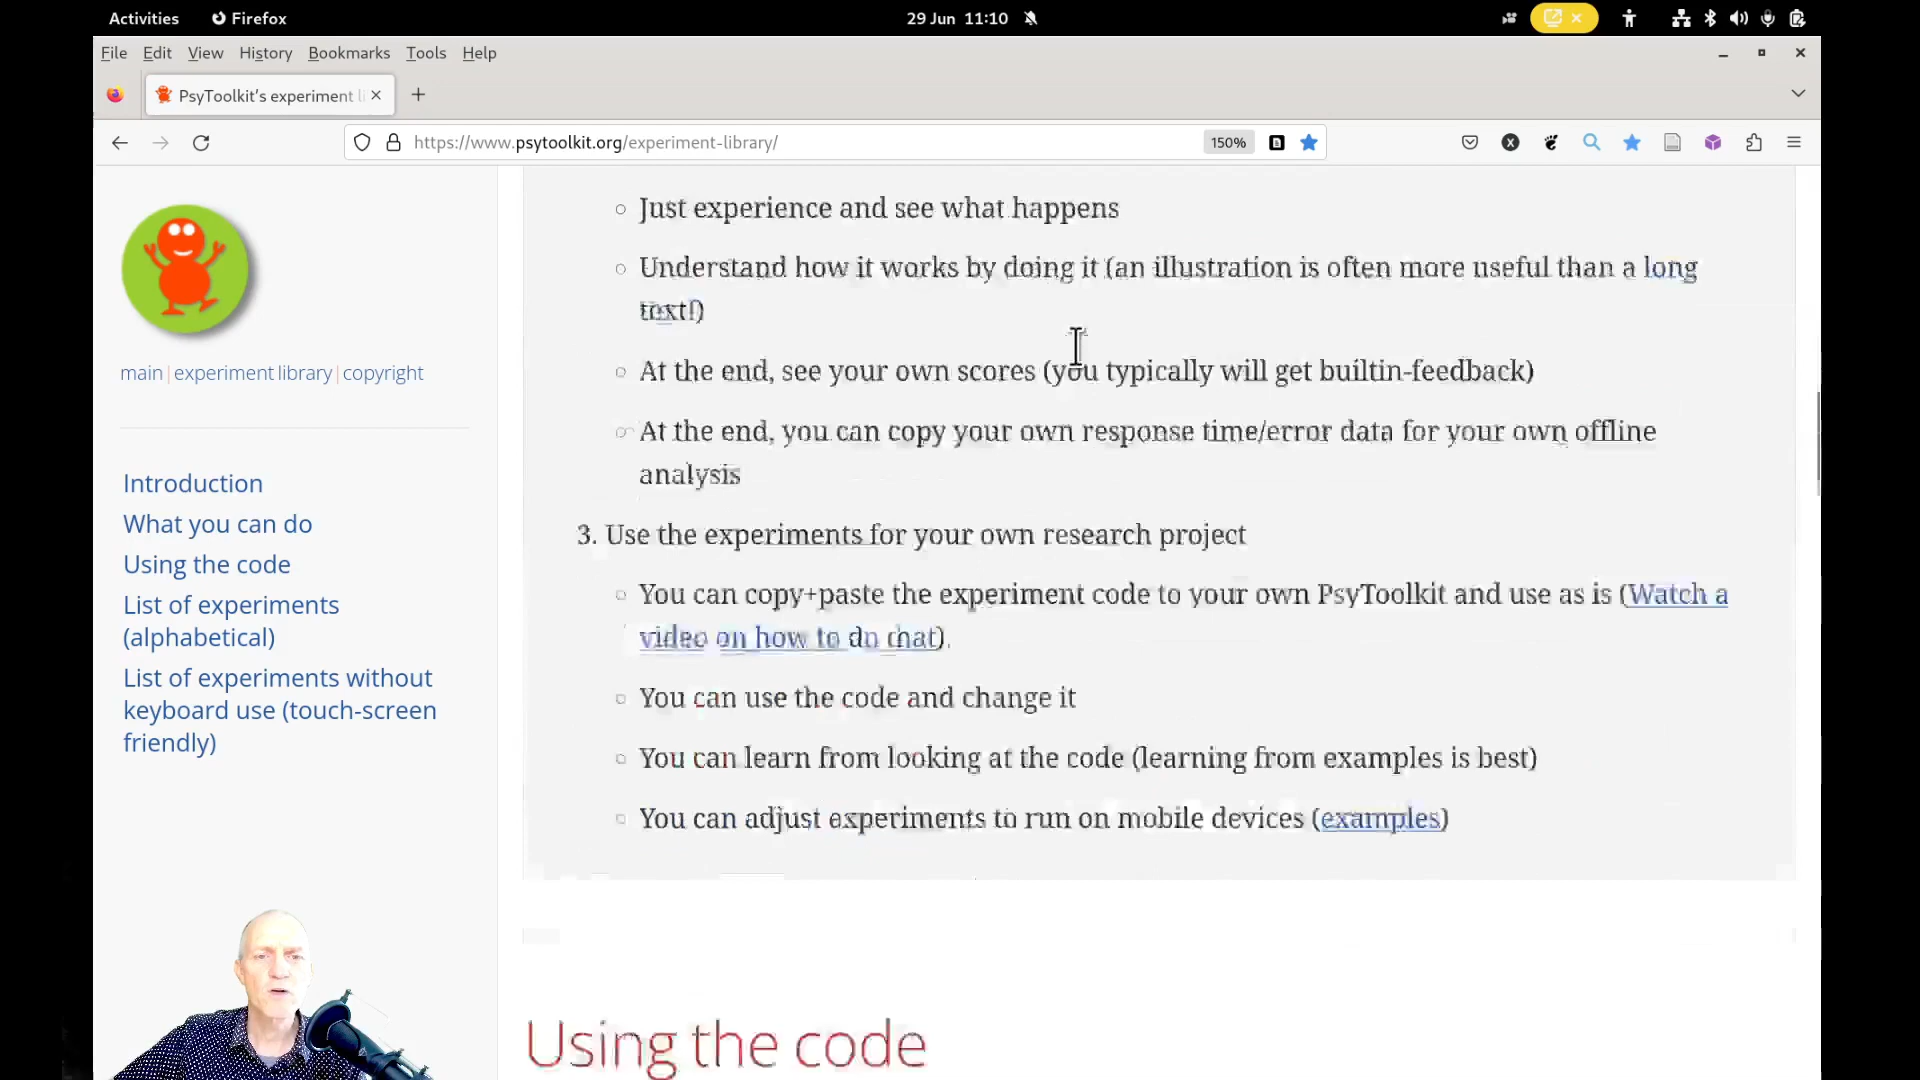 Activities Firefox 29 Jun 11:10
File Edit View History Bookmarks Tools Help
PsyToolkit’s experiment li
https://www.psytoolkit.org/experiment-library/ 150%
main | experiment library | copyright
Introduction
What you can do
Using the code
List of experiments
(alphabetical)
List of experiments without
keyboard use (touch-screen
friendly)
Just experience and see what happens
Understand how it works by doing it (an illustration is often more useful than a long
text!)
At the end, see your own scores (you typically will get builtin-feedback)
At the end, you can copy your own response time/error data for your own offline
analysis
3. Use the experiments for your own research project
You can copy+paste the experiment code to your own PsyToolkit and use as is (Watch a
video on how to do that).
You can use the code and change it
You can learn from looking at the code (learning from examples is best)
You can adjust experiments to run on mobile devices (examples)
Using the code